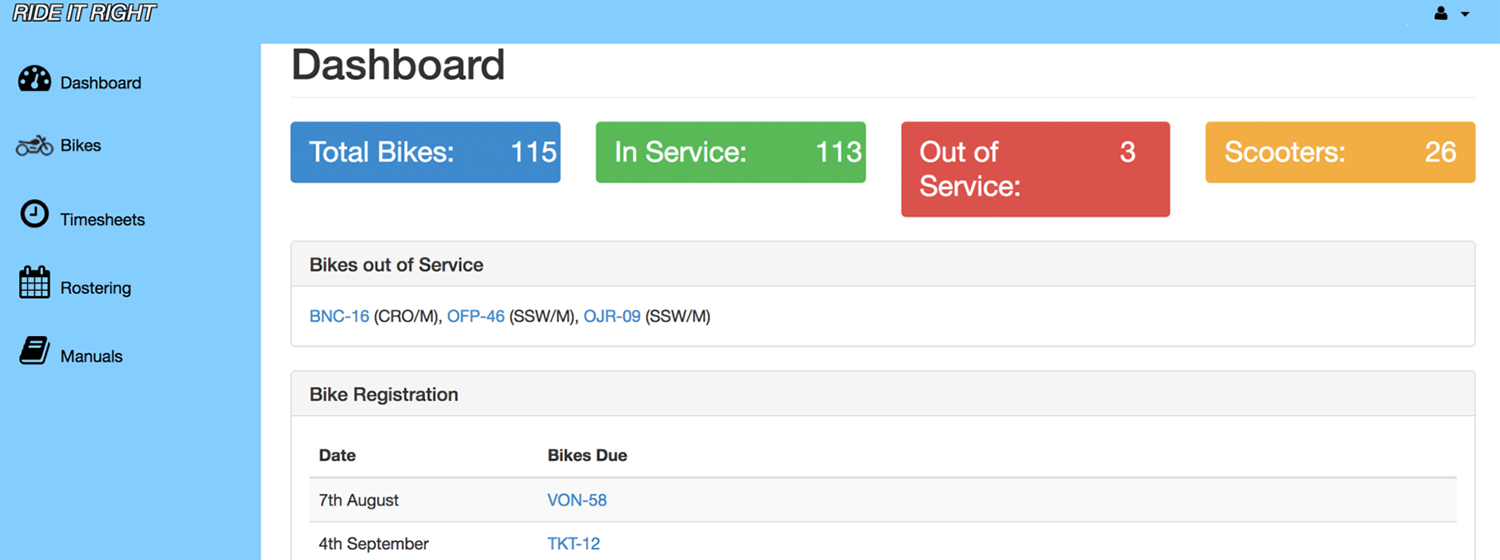 RIDE IT RIGHT
Dashboard
Bikes
Timesheets
Rostering
Manuals
Dashboard
Total Bikes: 115
In Service: 113
Out of Service: 3
Scooters: 26
Bikes out of Service
BNC-16 (CRO/M), OFP-46 (SSW/M), OJR-09 (SSW/M)
Bike Registration
Date Bikes Due
7th August VON-58
4th September TKT-12